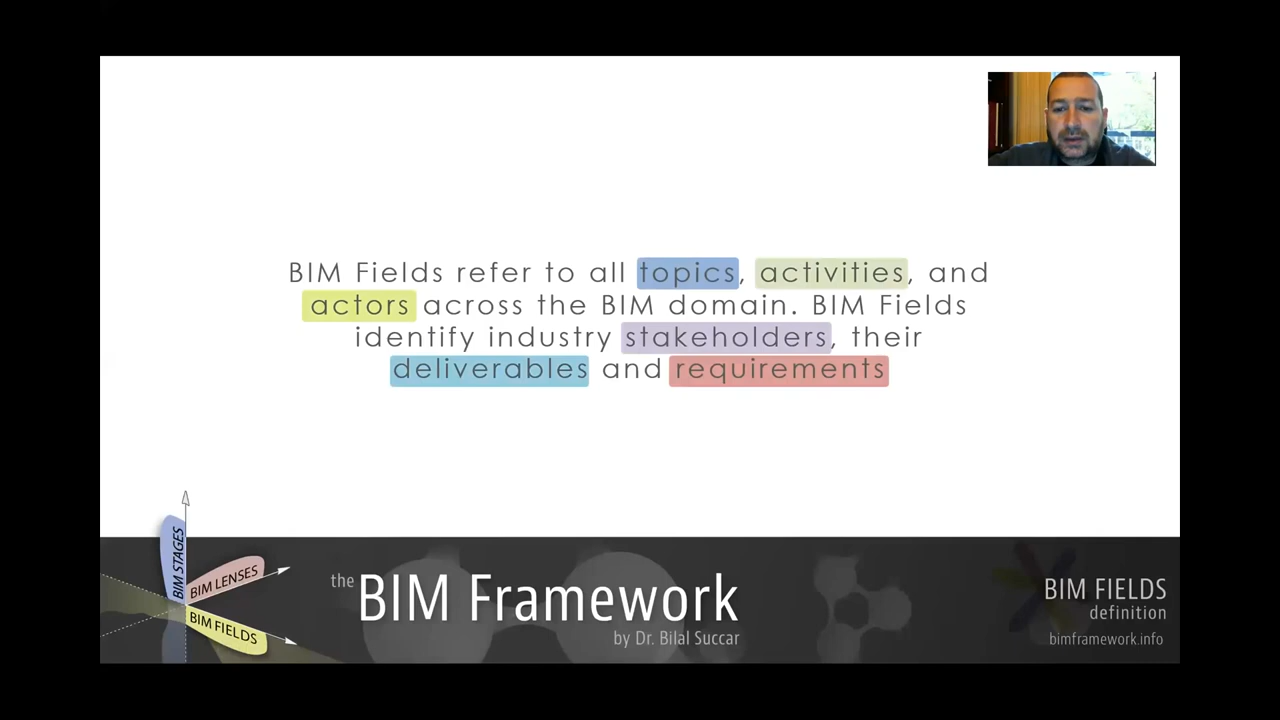 BIM Fields refer to all topics, activities, and
actors across the BIM domain. BIM Fields
identify industry stakeholders, their
deliverables and requirements
BIM STAGES
BIM LENSES
BIM FIELDS
the BIM Framework
by Dr. Bilal Succar
BIM FIELDS
definition
bimframework.info